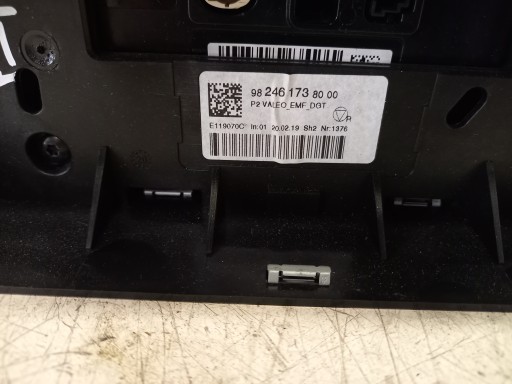 98 246 173 80 00
P2 VALEO_EMF_DGT
R
E119070C In:01 20.02.19 Sh2 Nr:1376